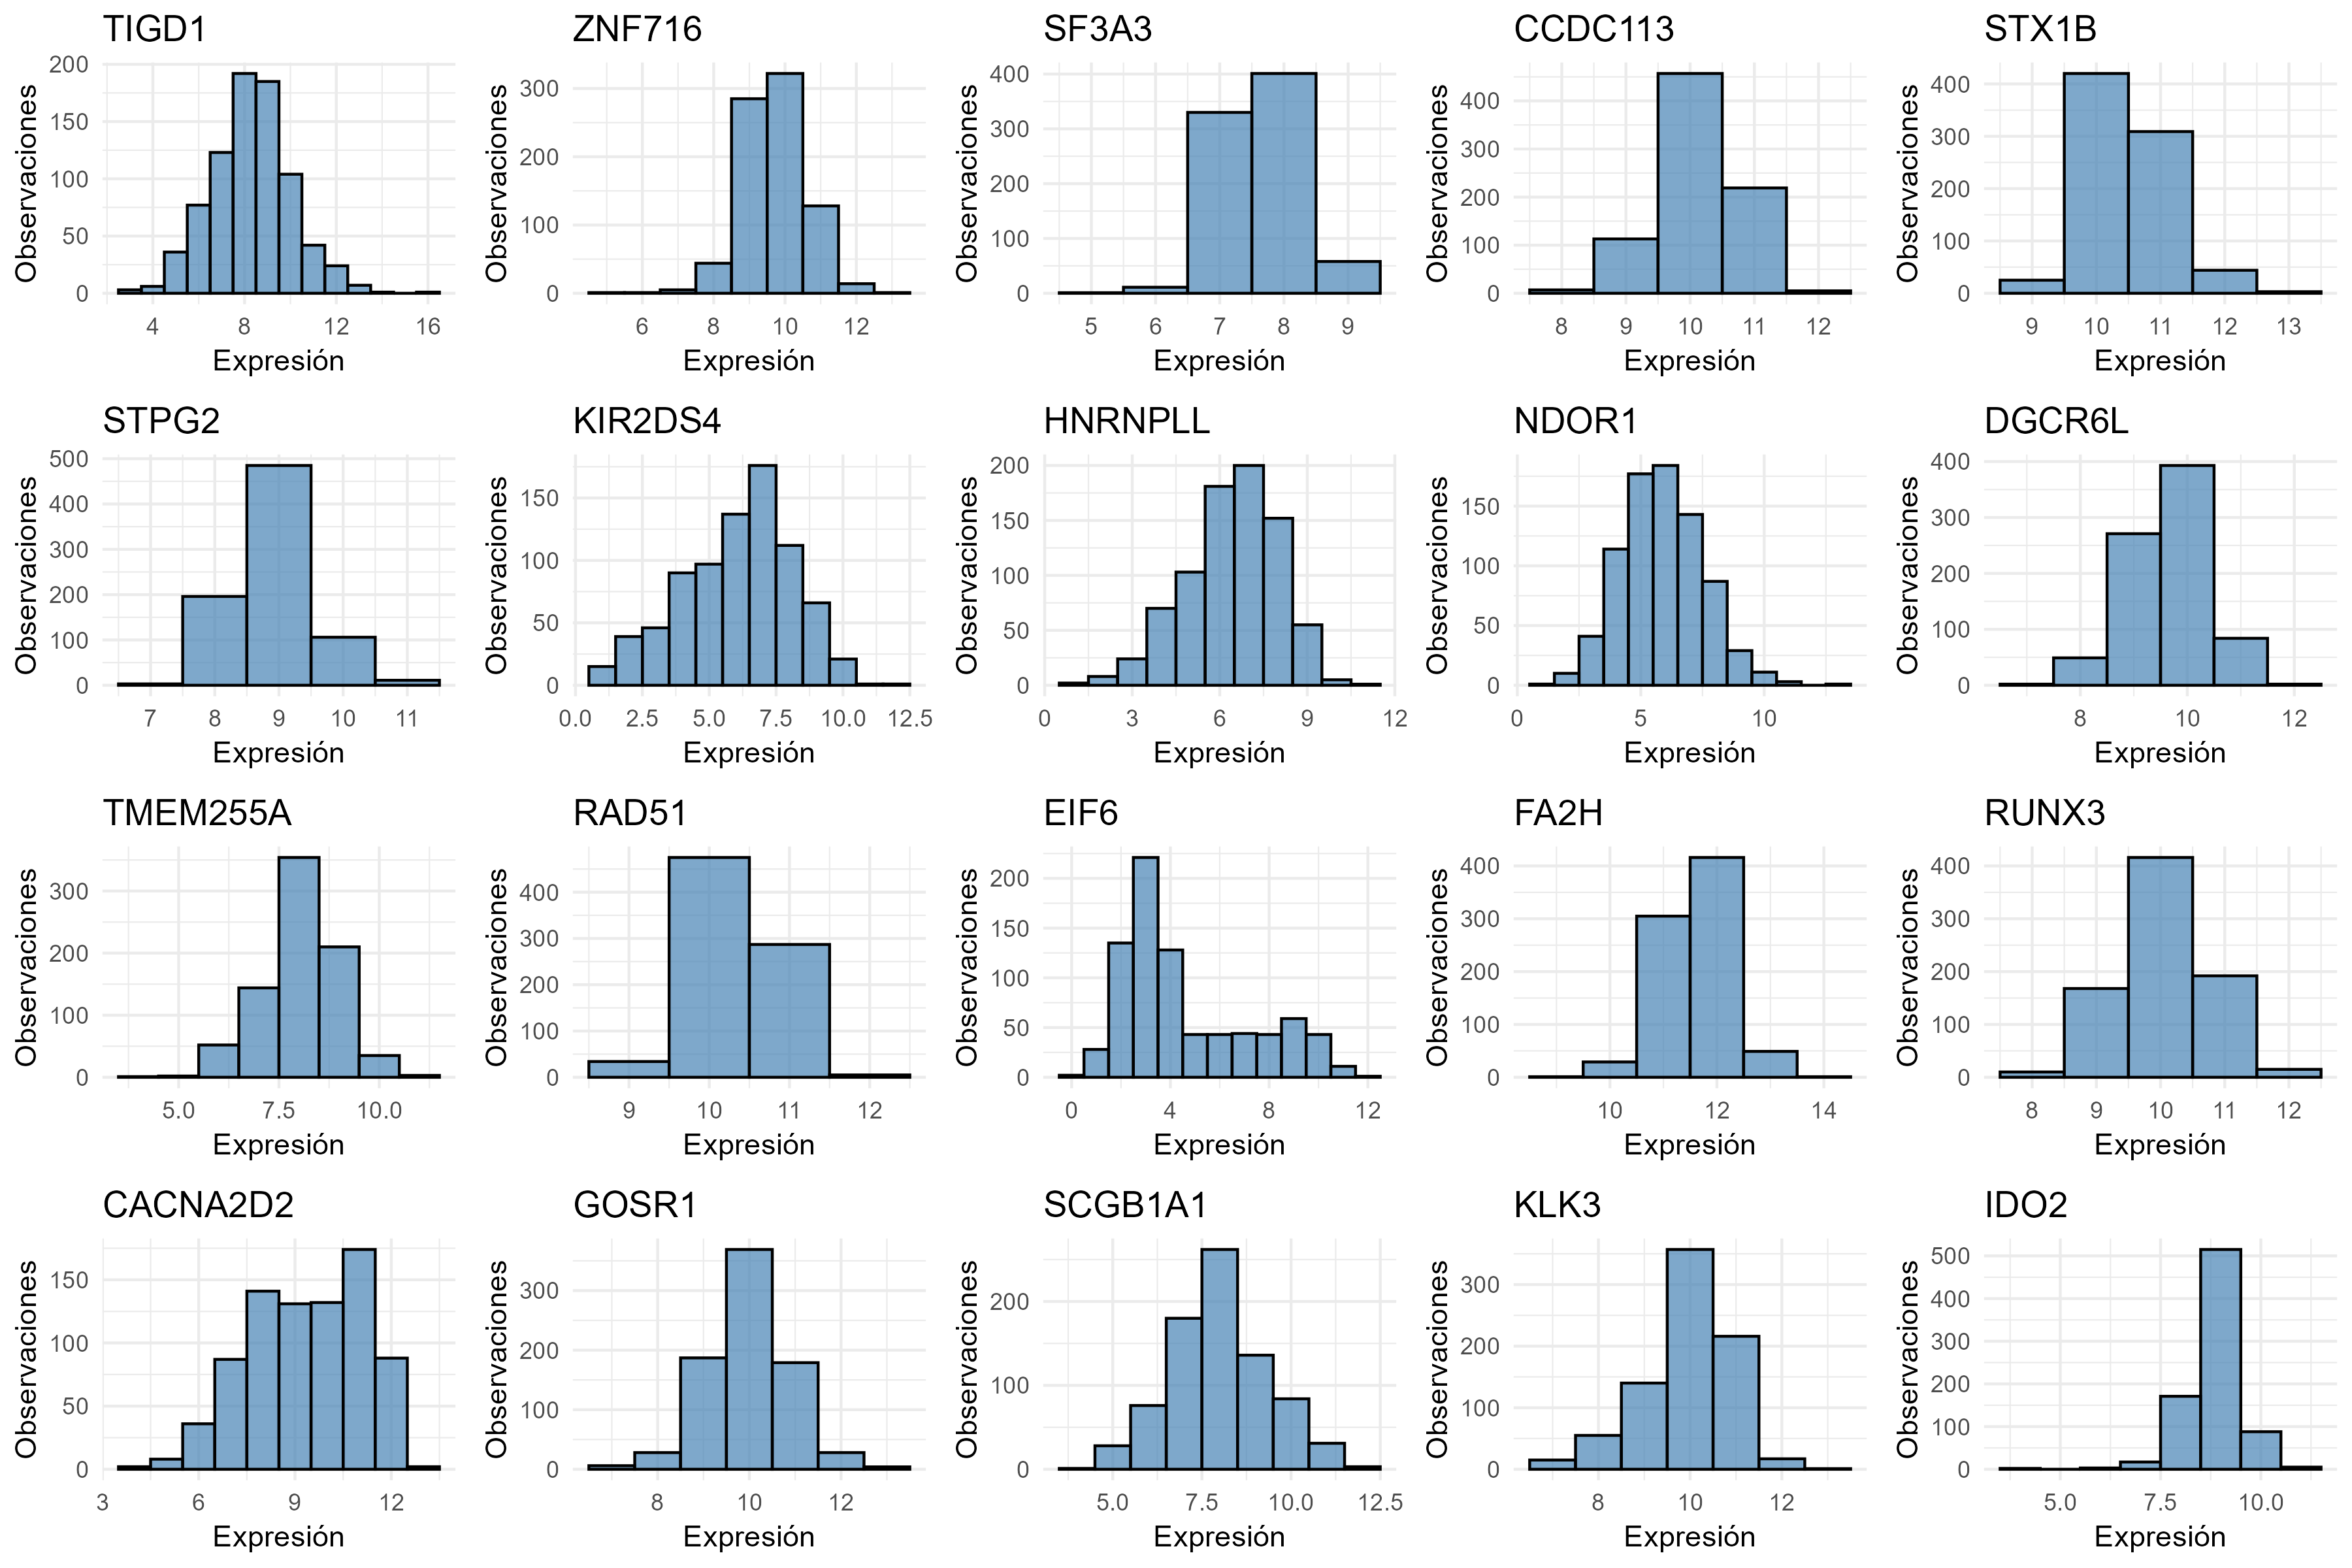 TIGD1
200
150
100
50
0
Observaciones
4 8 12 16
Expresión
ZNF716
300
200
100
0
Observaciones
6 8 10 12
Expresión
SF3A3
400
300
200
100
0
Observaciones
5 6 7 8 9
Expresión
CCDC113
400
300
200
100
0
Observaciones
8 9 10 11 12
Expresión
STX1B
400
300
200
100
0
Observaciones
9 10 11 12 13
Expresión
STPG2
500
400
300
200
100
0
Observaciones
7 8 9 10 11
Expresión
KIR2DS4
150
100
50
0
Observaciones
0.0 2.5 5.0 7.5 10.0 12.5
Expresión
HNRNPLL
200
150
100
50
0
Observaciones
0 3 6 9 12
Expresión
NDOR1
150
100
50
0
Observaciones
0 5 10
Expresión
DGCR6L
400
300
200
100
0
Observaciones
8 10 12
Expresión
TMEM255A
300
200
100
0
Observaciones
5.0 7.5 10.0
Expresión
RAD51
400
300
200
100
0
Observaciones
9 10 11 12
Expresión
EIF6
200
150
100
50
0
Observaciones
0 4 8 12
Expresión
FA2H
400
300
200
100
0
Observaciones
10 12 14
Expresión
RUNX3
400
300
200
100
0
Observaciones
8 9 10 11 12
Expresión
CACNA2D2
150
100
50
0
Observaciones
3 6 9 12
Expresión
GOSR1
300
200
100
0
Observaciones
8 10 12
Expresión
SCGB1A1
200
100
0
Observaciones
5.0 7.5 10.0 12.5
Expresión
KLK3
300
200
100
0
Observaciones
8 10 12
Expresión
IDO2
500
400
300
200
100
0
Observaciones
5.0 7.5 10.0
Expresión